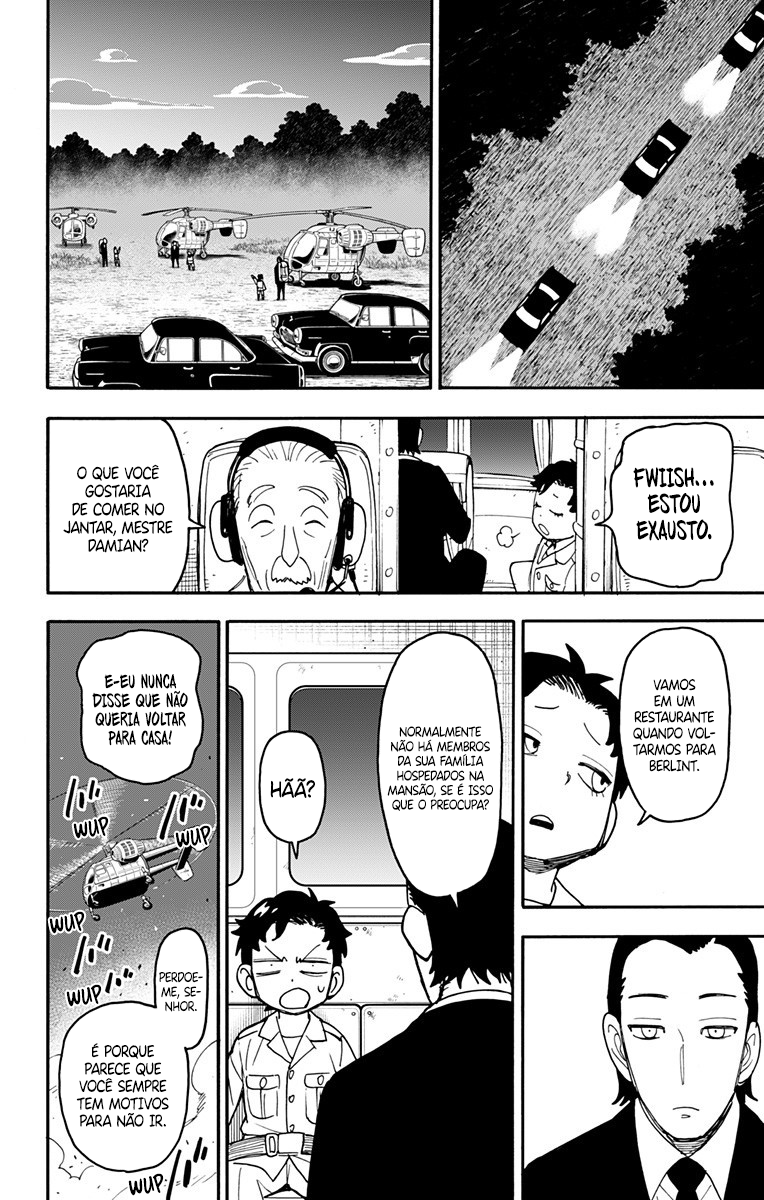 FWIISH...
ESTOU
EXAUSTO.
O QUE VOCÊ
GOSTARIA
DE COMER NO
JANTAR, MESTRE
DAMIAN?
VAMOS
EM UM
RESTAURANTE
QUANDO VOL-
TARMOS PARA
BERLINT.
NORMALMENTE
NÃO HÁ MEMBROS
DA SUA FAMÍLIA
HOSPEDADOS NA
MANSÃO, SE É ISSO
QUE O PREOCUPA?
HÃÃ?
E-EU NUNCA
DISSE QUE NÃO
QUERIA VOLTAR
PARA CASA!
WUP
WUP
WUP
WUP
PERDOE-
ME, SE-
NHOR.
É PORQUE
PARECE QUE
VOCÊ SEMPRE
TEM MOTIVOS
PARA NÃO IR.
WUP